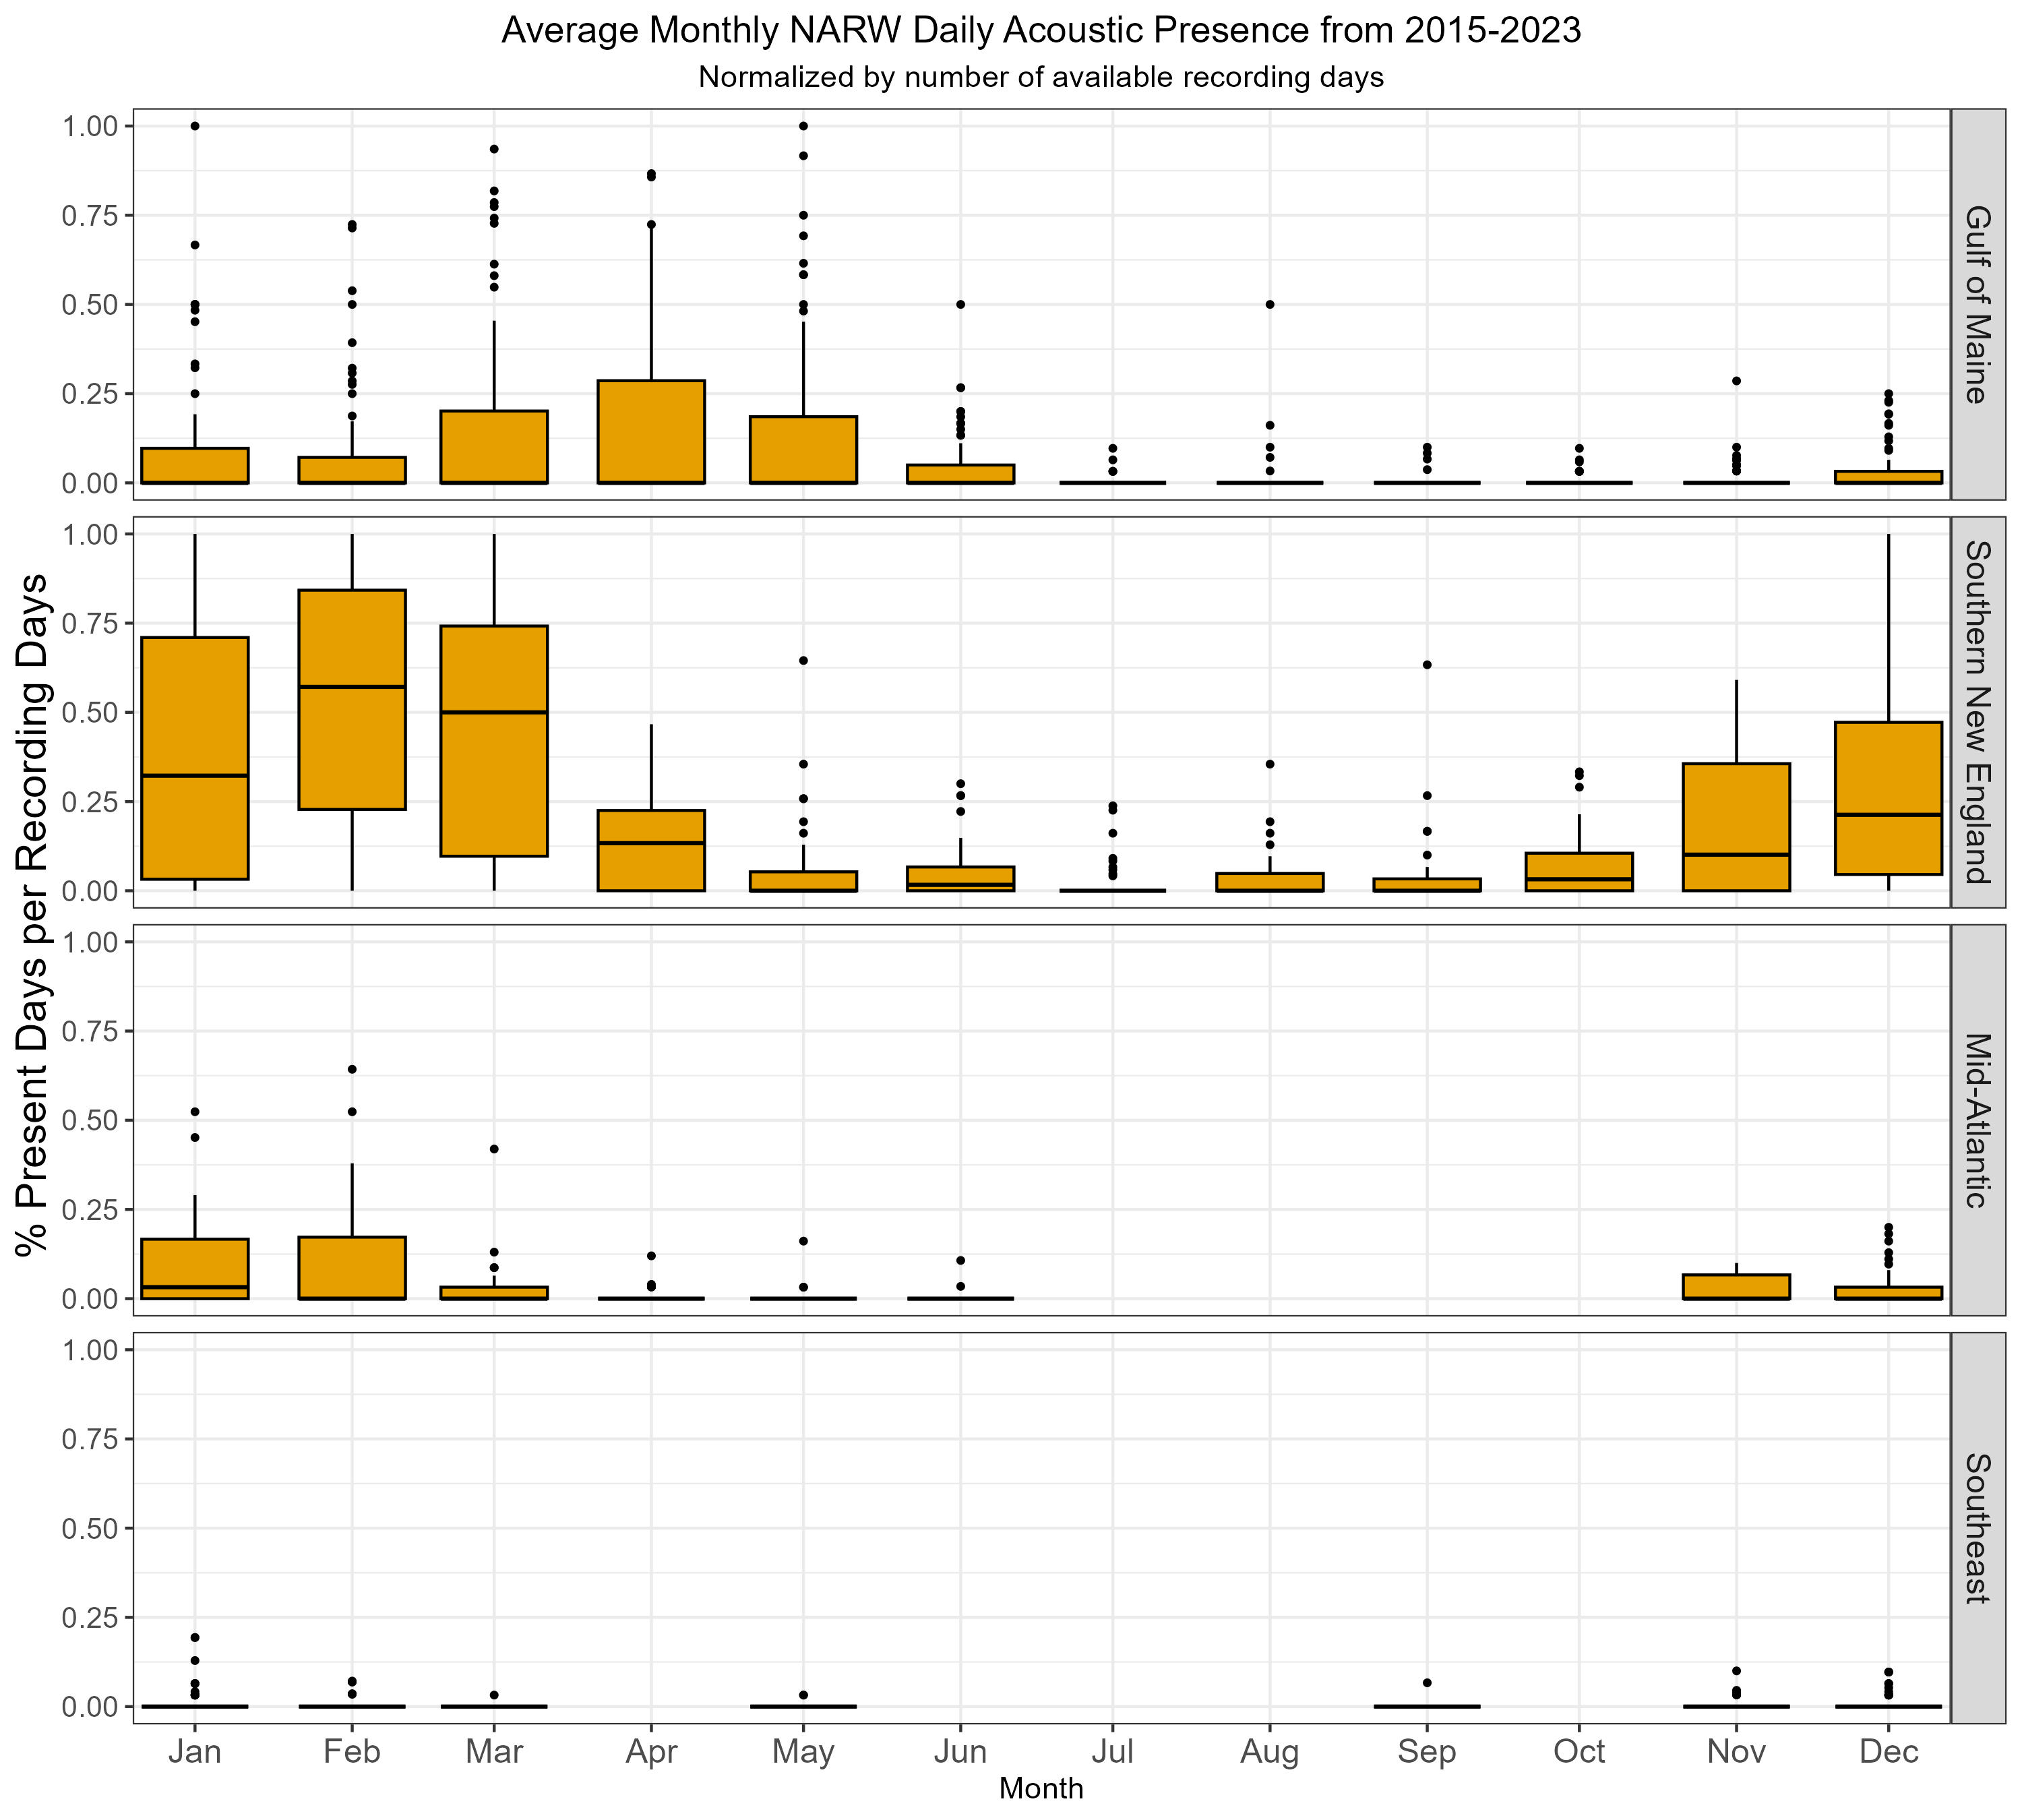 Average Monthly NARW Daily Acoustic Presence from 2015-2023
Normalized by number of available recording days
% Present Days per Recording Days
1.00
0.75
0.50
0.25
0.00
Gulf of Maine
1.00
0.75
0.50
0.25
0.00
Southern New England
1.00
0.75
0.50
0.25
0.00
Mid-Atlantic
1.00
0.75
0.50
0.25
0.00
Southeast
Jan Feb Mar Apr May Jun Jul Aug Sep Oct Nov Dec
Month